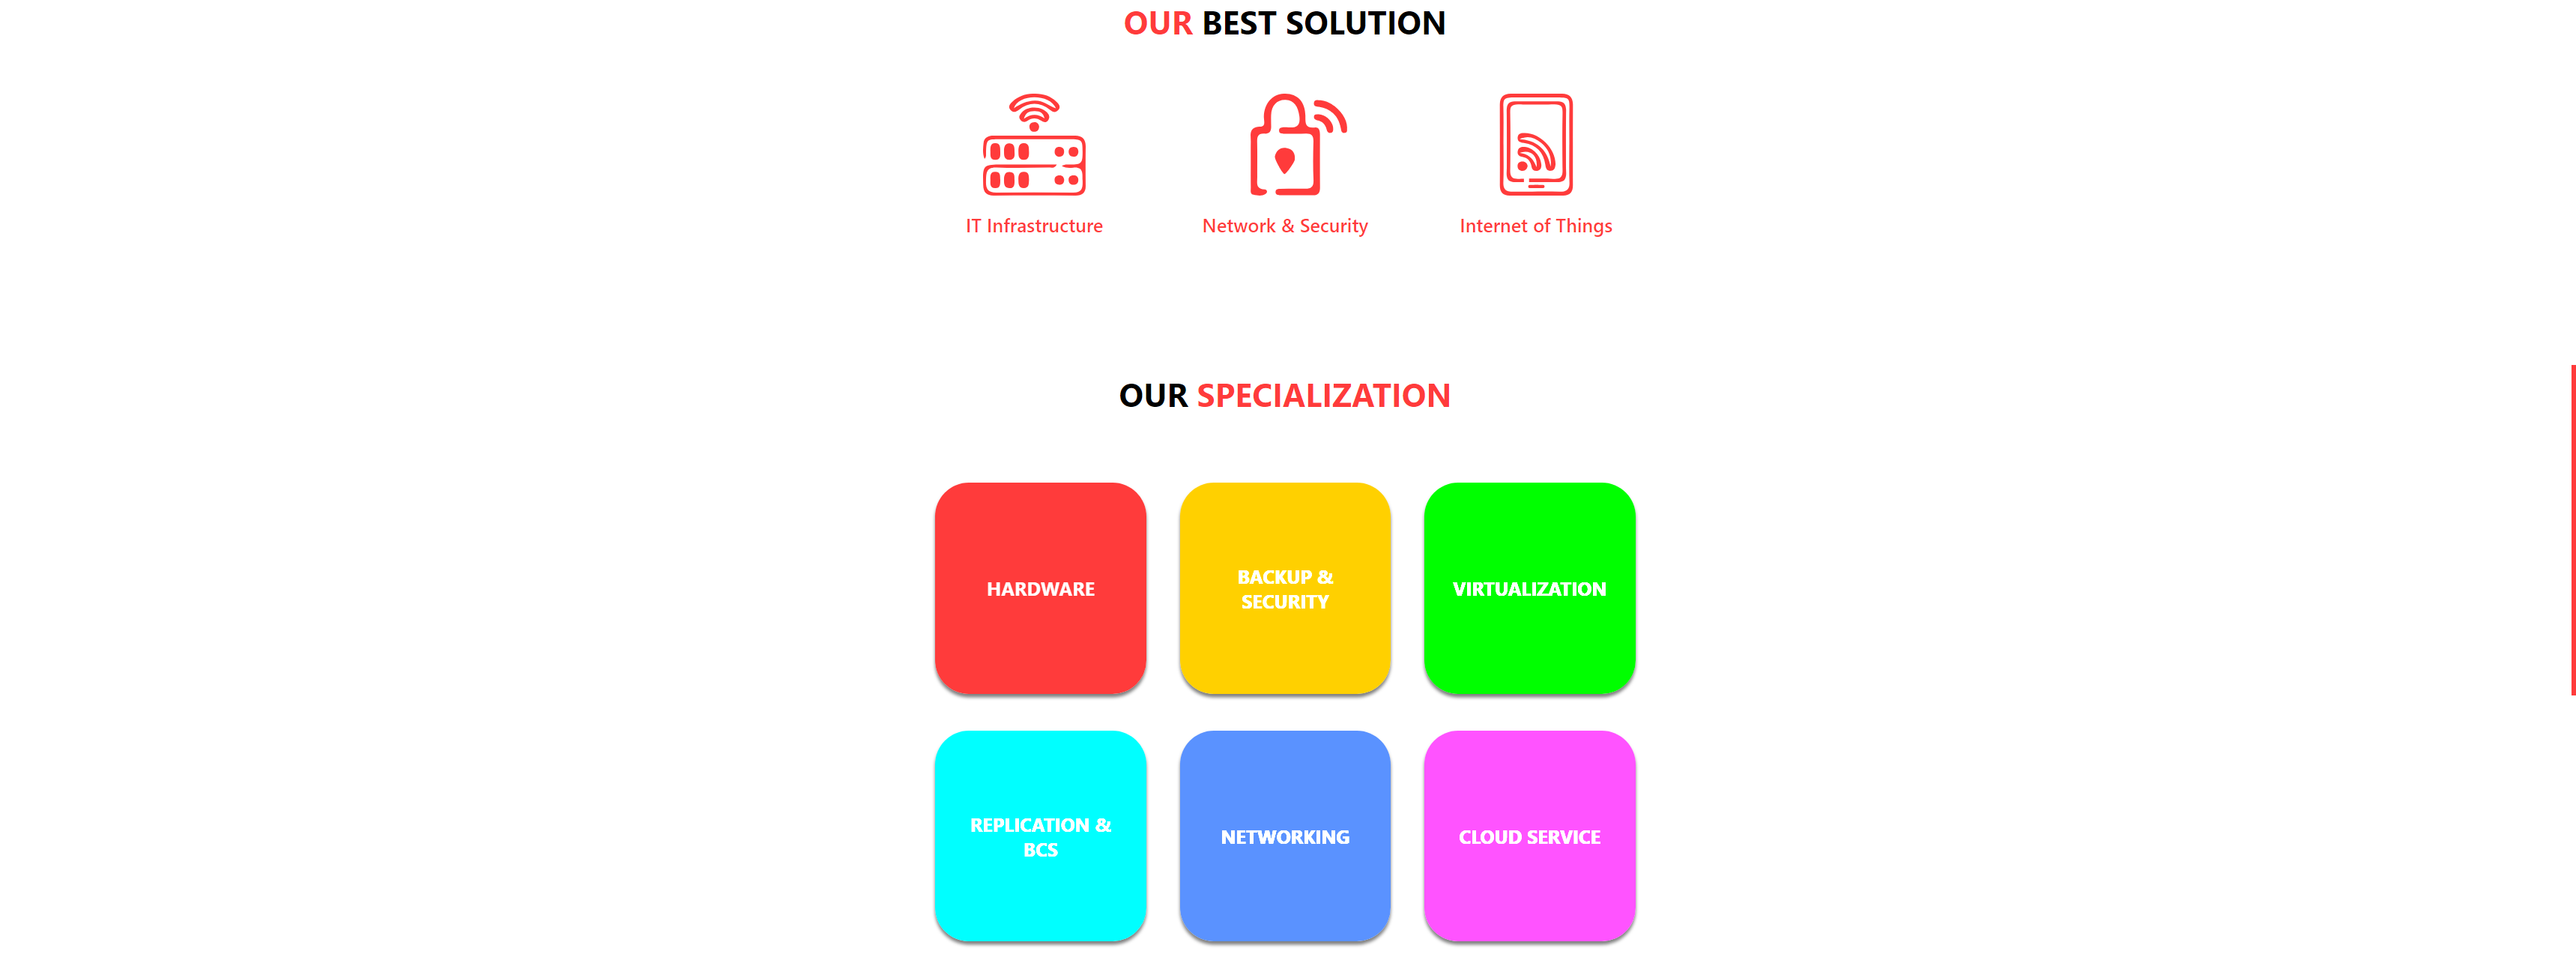 OUR BEST SOLUTION
IT Infrastructure
Network & Security
Internet of Things
OUR SPECIALIZATION
HARDWARE
BACKUP &
SECURITY
VIRTUALIZATION
REPLICATION &
BCS
NETWORKING
CLOUD SERVICE